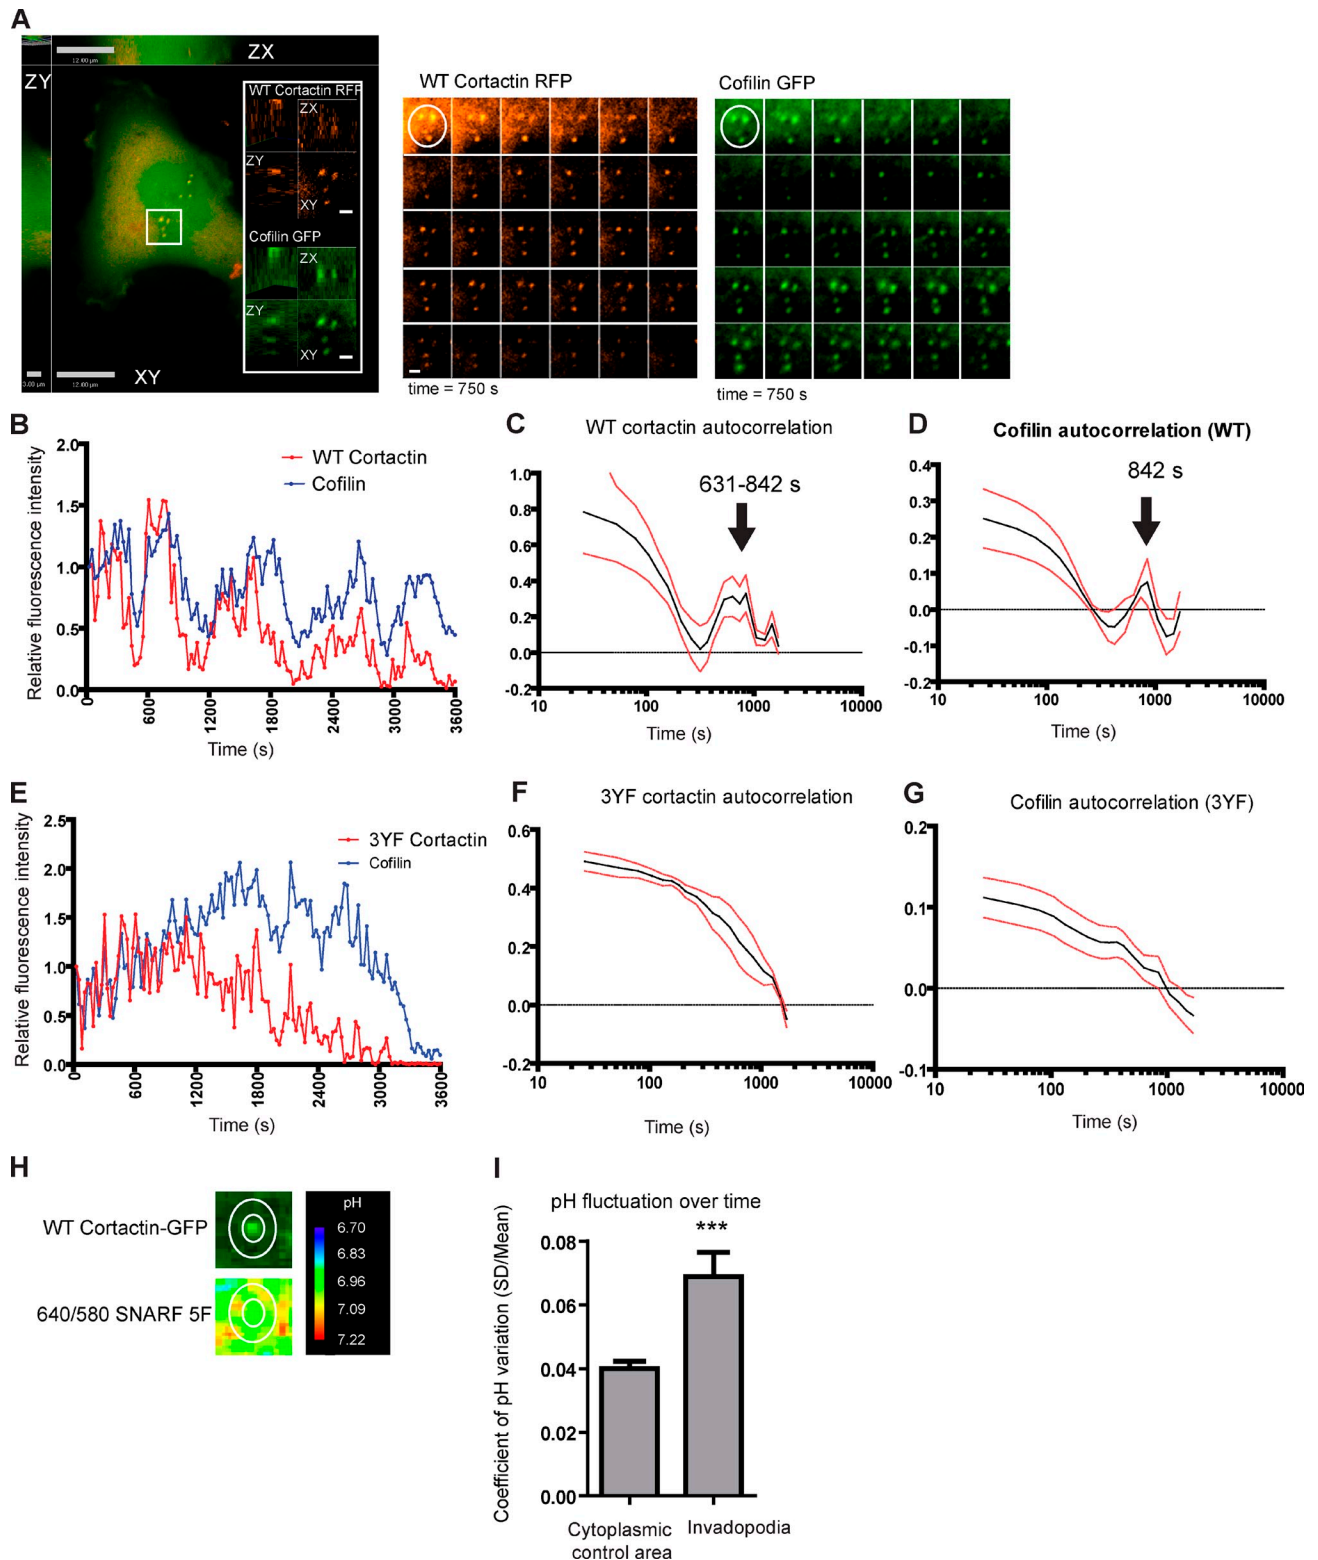 A
ZX
12.00 µm
ZY
WT Cortactin RFP
ZX
ZY
XY
Cofilin GFP
ZX
ZY
XY
12.00 µm
XY
WT Cortactin RFP
Cofilin GFP
time = 750 s
time = 750 s
B
Relative fluorescence intensity
2.0
1.5
1.0
0.5
0.0
WT Cortactin
Cofilin
0 600 1200 1800 2400 3000 3600
Time (s)
C
WT cortactin autocorrelation
631-842 s
1.0
0.8
0.6
0.4
0.2
0.0
-0.2
10 100 1000 10000
Time (s)
D
Cofilin autocorrelation (WT)
842 s
0.4
0.3
0.2
0.1
0.0
-0.1
-0.2
10 100 1000 10000
Time (s)
E
Relative fluorescence intensity
2.5
2.0
1.5
1.0
0.5
0.0
3YF Cortactin
Cofilin
0 600 1200 1800 2400 3000 3600
Time (s)
F
3YF cortactin autocorrelation
0.6
0.4
0.2
0.0
-0.2
10 100 1000 10000
Time (s)
G
Cofilin autocorrelation (3YF)
0.2
0.1
0.0
-0.1
10 100 1000 10000
Time (s)
H
WT Cortactin-GFP
640/580 SNARF 5F
pH
6.70
6.83
6.96
7.09
7.22
I
pH fluctuation over time
***
Coefficient of pH variation (SD/Mean)
0.08
0.06
0.04
0.02
0.00
Cytoplasmic
control area
Invadopodia